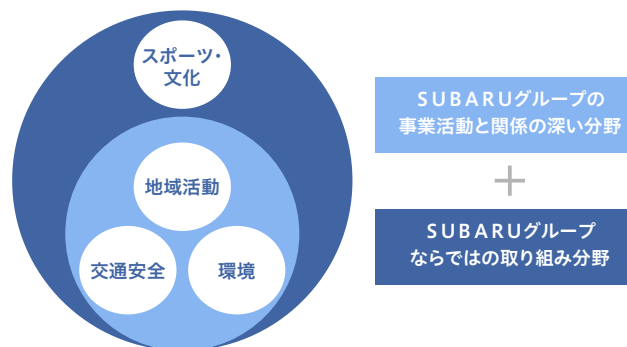 スポーツ・
文化
地域活動
交通安全
環境
SUBARUグループの
事業活動と関係の深い分野
+
SUBARUグループ
ならではの取り組み分野